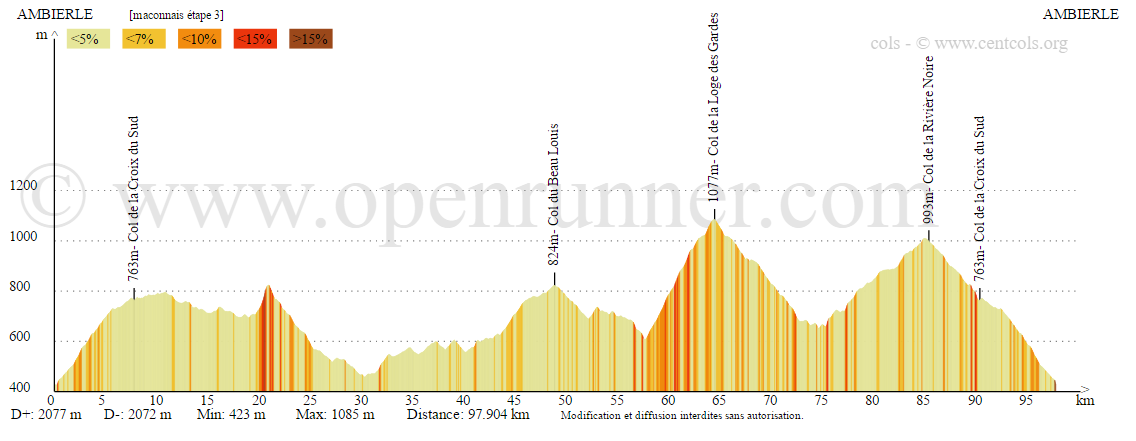 AMBIERLE [maconnais étape 3] AMBIERLE
m <5% <7% <10% <15% >15%
cols - © www.centcols.org
763m- Col de la Croix du Sud
824m- Col du Beau Louis
1077m- Col de la Loge des Gardes
993m- Col de la Rivière Noire
763m- Col de la Croix du Sud
© www.openrunner.com
1200
1000
800
600
400
0 5 10 15 20 25 30 35 40 45 50 55 60 65 70 75 80 85 90 95 km
D+: 2077 m D-: 2072 m Min: 423 m Max: 1085 m Distance: 97.904 km Modification et diffusion interdites sans autorisation.